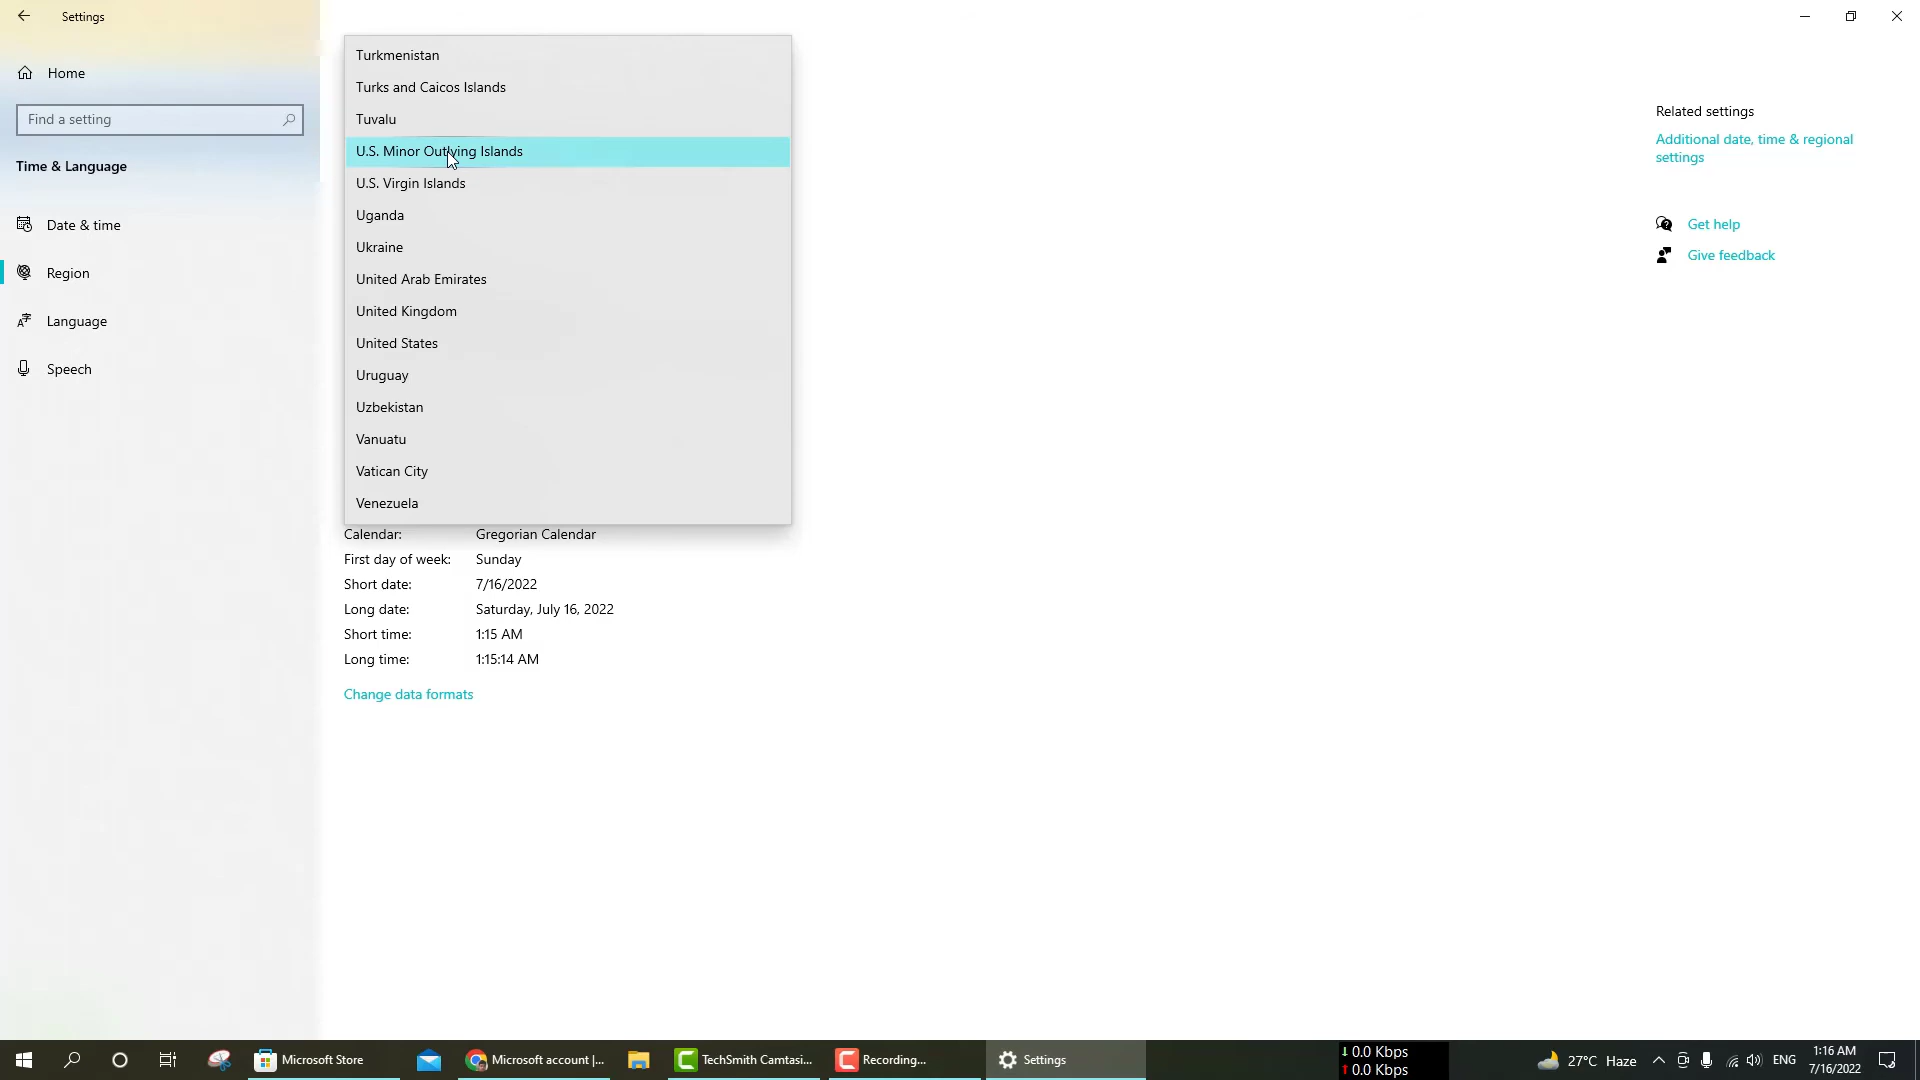 Settings
Home
Find a setting
Time & Language
Date & time
Region
Language
Speech
Turkmenistan
Turks and Caicos Islands
Tuvalu
U.S. Minor Outlying Islands
U.S. Virgin Islands
Uganda
Ukraine
United Arab Emirates
United Kingdom
United States
Uruguay
Uzbekistan
Vanuatu
Vatican City
Venezuela
Calendar: Gregorian Calendar
First day of week: Sunday
Short date: 7/16/2022
Long date: Saturday, July 16, 2022
Short time: 1:15 AM
Long time: 1:15:14 AM
Change data formats
Related settings
Additional date, time & regional
settings
Get help
Give feedback
Microsoft Store
Microsoft account |...
TechSmith Camtasi...
Recording...
Settings
↓ 0.0 Kbps
↑ 0.0 Kbps
27°C Haze
ENG
1:16 AM
7/16/2022